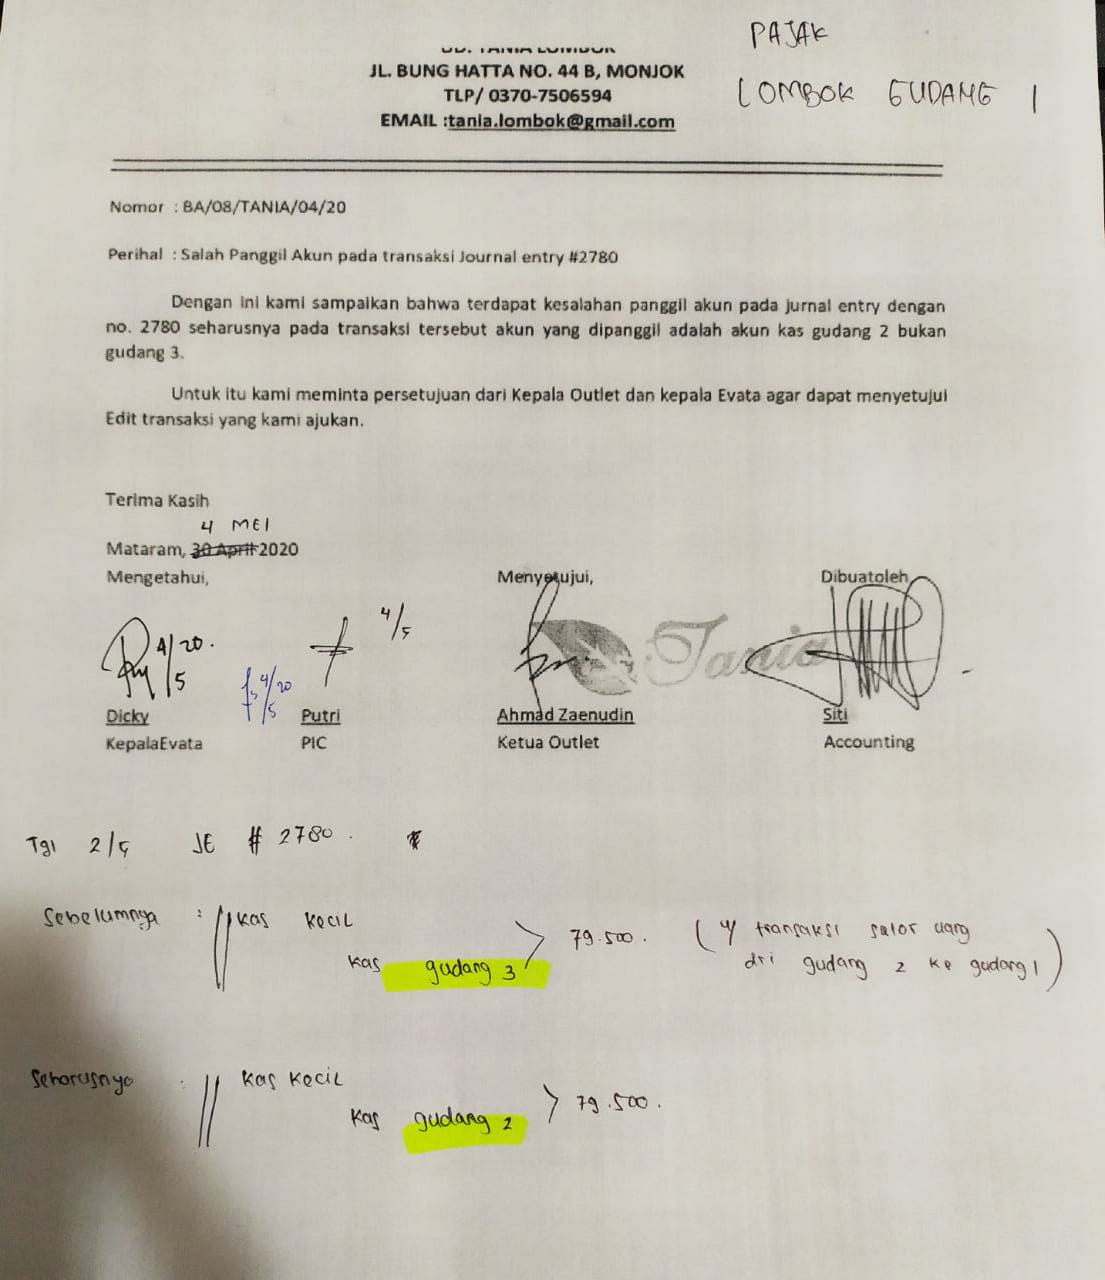 UD. TANIA LOMBOK
PAJAK
LOMBOK GUDANG 1
JL. BUNG HATTA NO. 44 B, MONJOK
TLP/ 0370-7506594
EMAIL :tania.lombok@gmail.com
Nomor : BA/08/TANIA/04/20
Perihal : Salah Panggil Akun pada transaksi Journal entry #2780
Dengan ini kami sampaikan bahwa terdapat kesalahan panggil akun pada jurnal entry dengan
no. 2780 seharusnya pada transaksi tersebut akun yang dipanggil adalah akun kas gudang 2 bukan
gudang 3.
Untuk itu kami meminta persetujuan dari Kepala Outlet dan kepala Evata agar dapat menyetujui
Edit transaksi yang kami ajukan.
Terima Kasih
4 MEI
Mataram, 30 April 2020
Mengetahui, Menyetujui, Dibuatoleh
4/5
4/20.
/5
4/20
/5
Tania
Dicky Putri Ahmad Zaenudin Siti
KepalaEvata PIC Ketua Outlet Accounting
Tgl 2/5 JE # 2780.
Sebelumnya : Kas Kecil
Kas gudang 3 > 79.500. ( u/ transaksi setor uang
dri gudang 2 ke gudang 1 )
Seharusnya : Kas Kecil
Kas gudang 2 > 79.500.